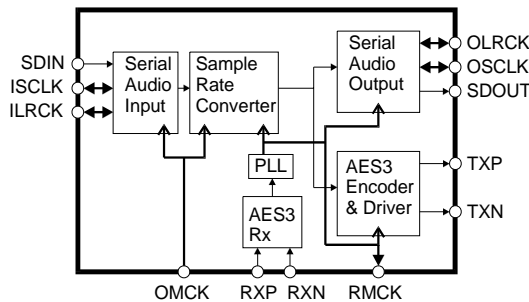 SDIN
ISCLK
ILRCK
Serial
Audio
Input
Sample
Rate
Converter
Serial
Audio
Output
OLRCK
OSCLK
SDOUT
PLL
AES3
Rx
AES3
Encoder
& Driver
TXP
TXN
OMCK
RXP
RXN
RMCK